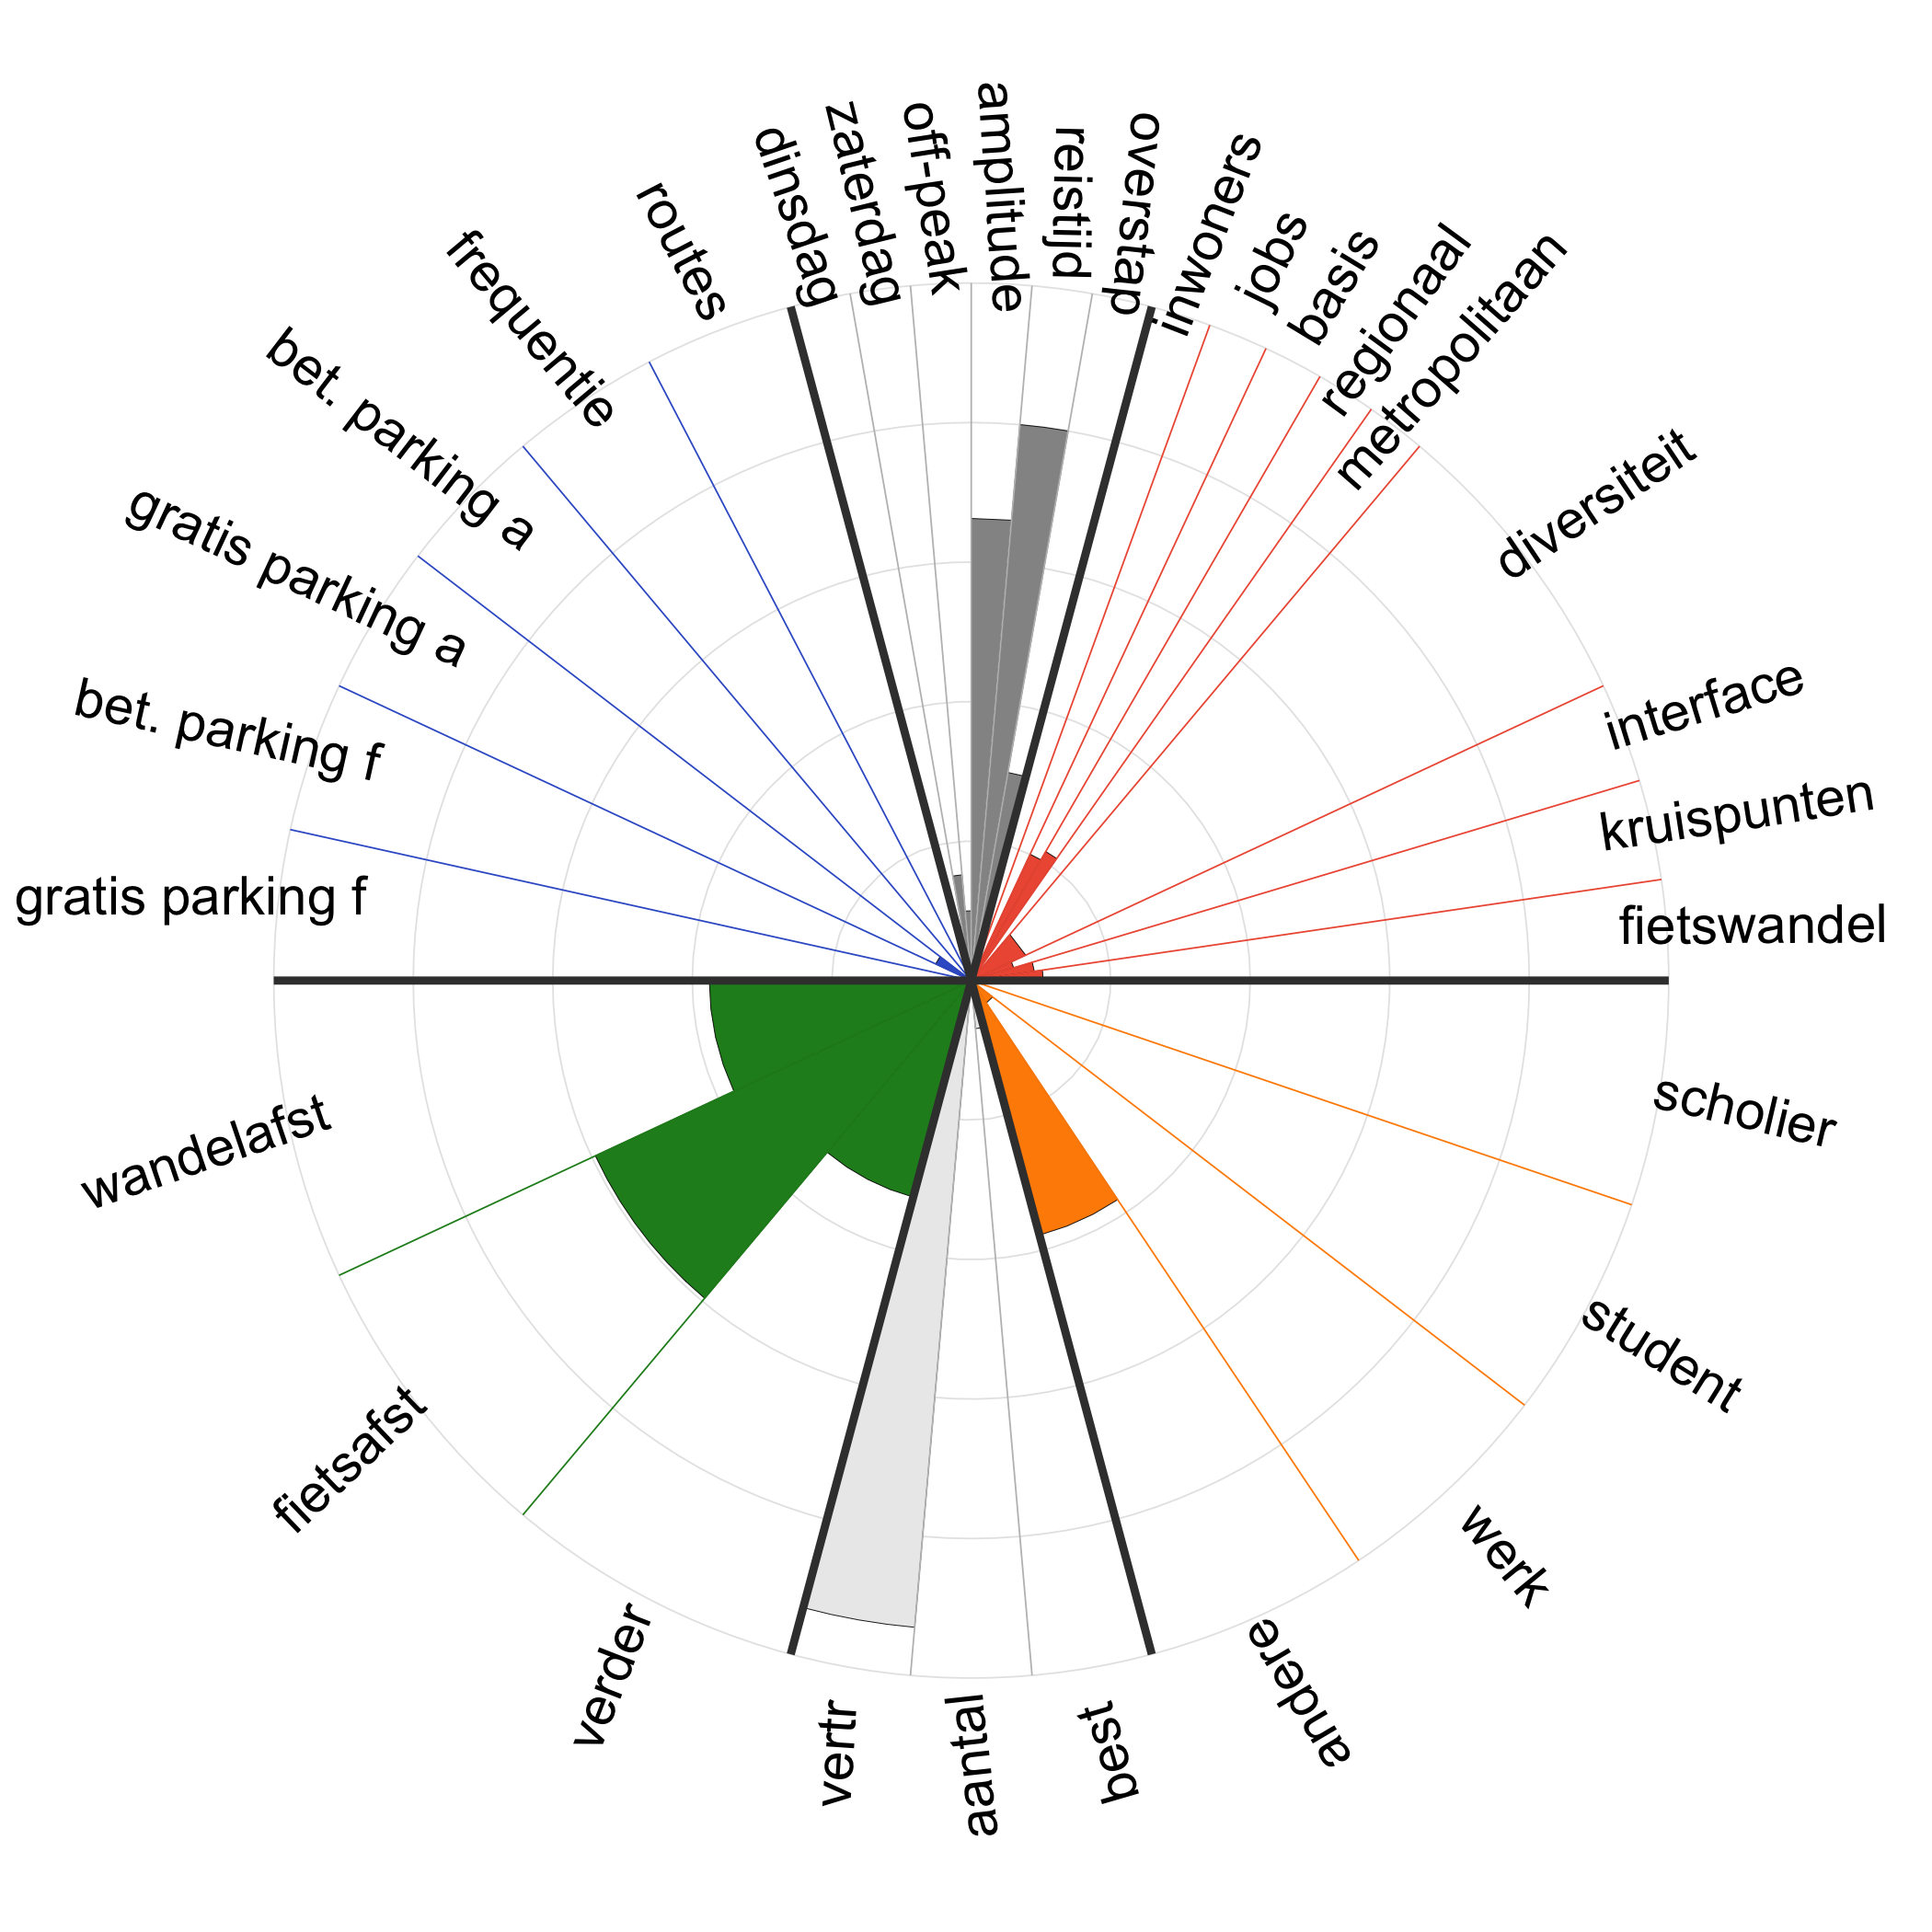 dinsdag
zaterdag
off-peak
amplitude
reistijd
overstap
inwoners
jobs
basis
regionaal
metropolitaan
diversiteit
interface
kruispunten
fietswandel
scholier
student
werk
andere
best
aantal
vertr
verder
fietsafst
wandelafst
gratis parking f
bet. parking f
gratis parking a
bet. parking a
frequentie
routes